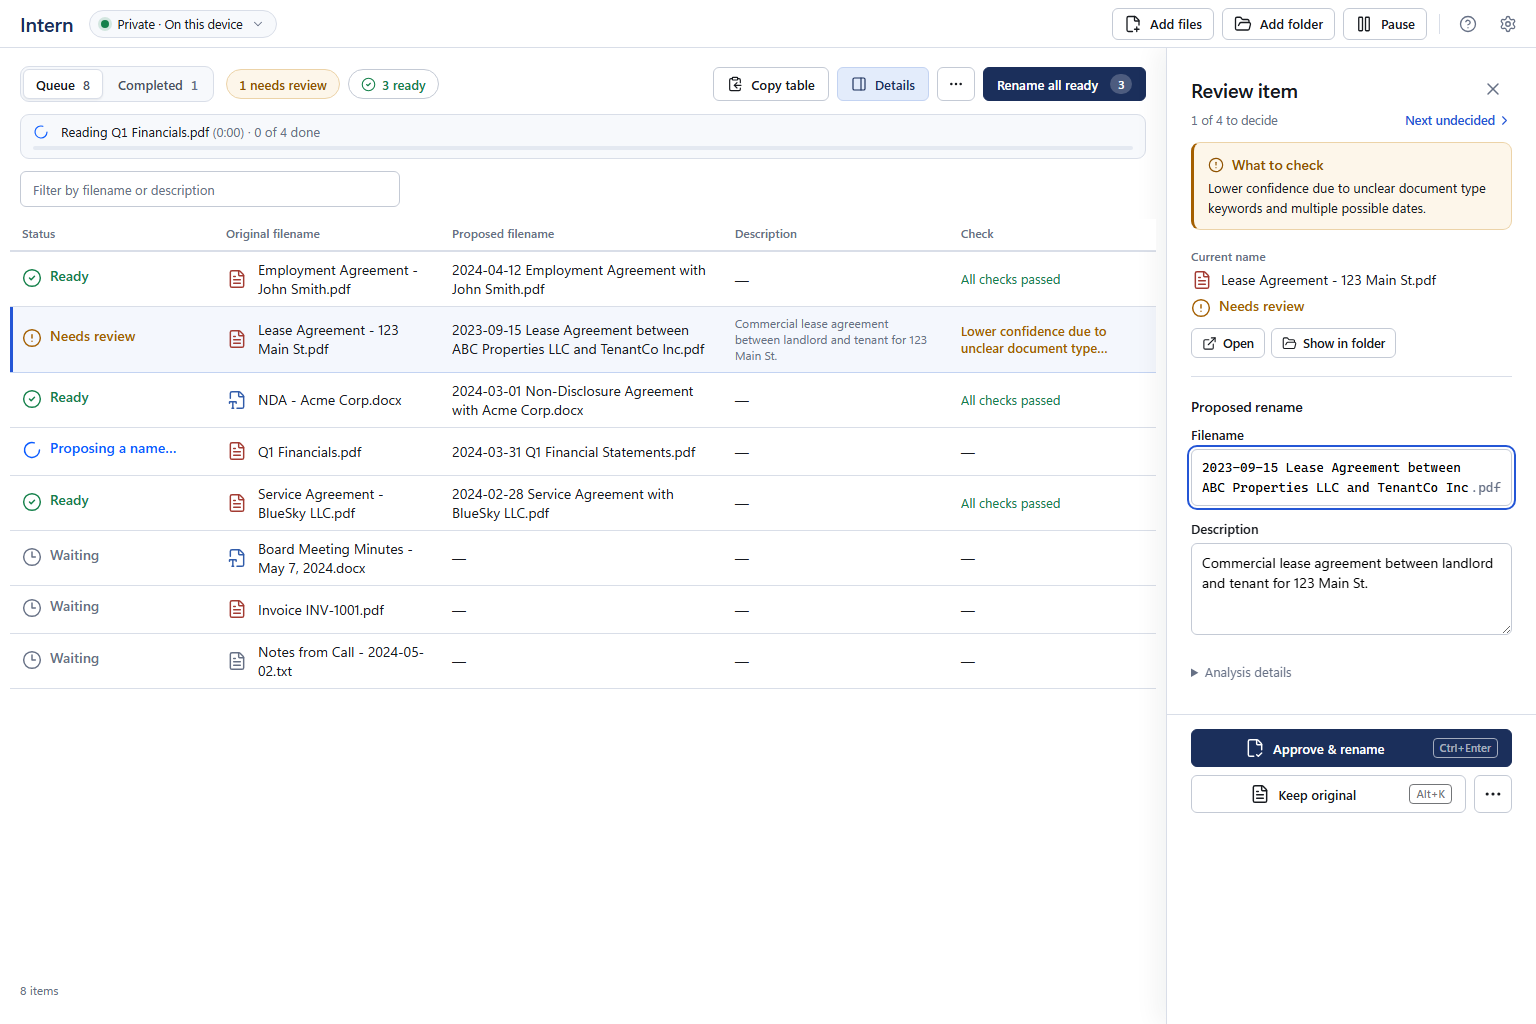 Intern
Private · On this device
Add files
Add folder
Pause
Queue 8
Completed 1
1 needs review
3 ready
Copy table
Details
Rename all ready 3
Reading Q1 Financials.pdf (0:00) · 0 of 4 done
Filter by filename or description
Status
Original filename
Proposed filename
Description
Check
Ready
Employment Agreement -
John Smith.pdf
2024-04-12 Employment Agreement with
John Smith.pdf
—
All checks passed
Needs review
Lease Agreement - 123
Main St.pdf
2023-09-15 Lease Agreement between
ABC Properties LLC and TenantCo Inc.pdf
Commercial lease agreement
between landlord and tenant for 123
Main St.
Lower confidence due to
unclear document type...
Ready
NDA - Acme Corp.docx
2024-03-01 Non-Disclosure Agreement
with Acme Corp.docx
—
All checks passed
Proposing a name...
Q1 Financials.pdf
2024-03-31 Q1 Financial Statements.pdf
—
—
Ready
Service Agreement -
BlueSky LLC.pdf
2024-02-28 Service Agreement with
BlueSky LLC.pdf
—
All checks passed
Waiting
Board Meeting Minutes -
May 7, 2024.docx
—
—
—
Waiting
Invoice INV-1001.pdf
—
—
—
Waiting
Notes from Call - 2024-05-
02.txt
—
—
—
8 items
Review item
1 of 4 to decide
Next undecided
What to check
Lower confidence due to unclear document type
keywords and multiple possible dates.
Current name
Lease Agreement - 123 Main St.pdf
Needs review
Open
Show in folder
Proposed rename
Filename
2023-09-15 Lease Agreement between
ABC Properties LLC and TenantCo Inc.pdf
Description
Commercial lease agreement between landlord
and tenant for 123 Main St.
Analysis details
Approve & rename Ctrl+Enter
Keep original Alt+K